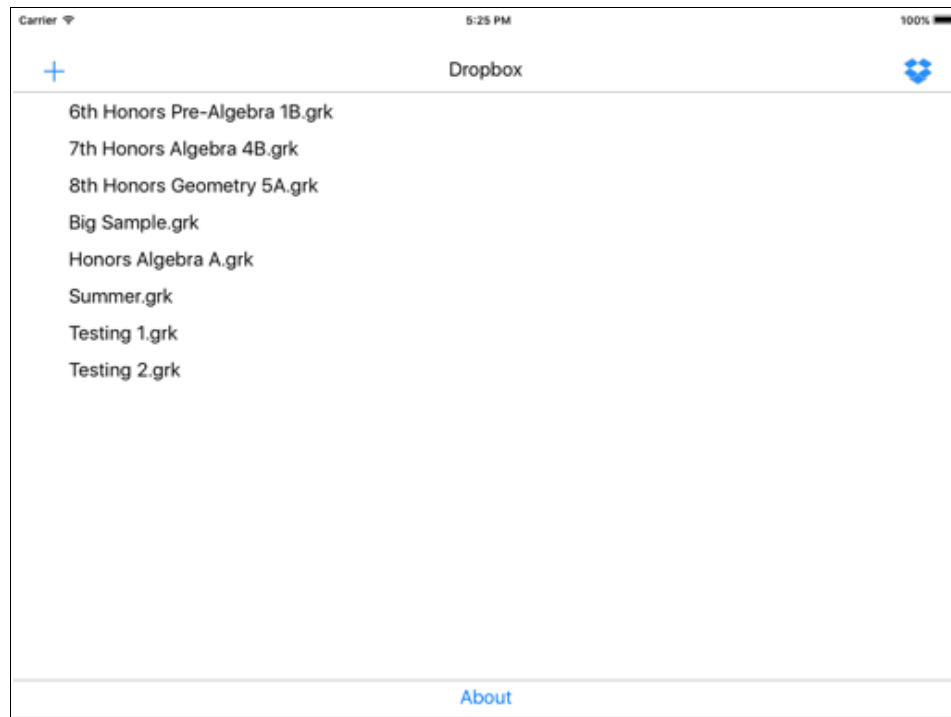 Carrier 5:25 PM 100%
Dropbox
6th Honors Pre-Algebra 1B.grk
7th Honors Algebra 4B.grk
8th Honors Geometry 5A.grk
Big Sample.grk
Honors Algebra A.grk
Summer.grk
Testing 1.grk
Testing 2.grk
About